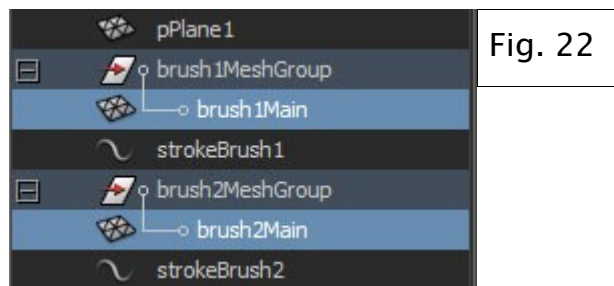 pPlane1
brush1MeshGroup
brush1Main
strokeBrush1
brush2MeshGroup
brush2Main
strokeBrush2
Fig. 22